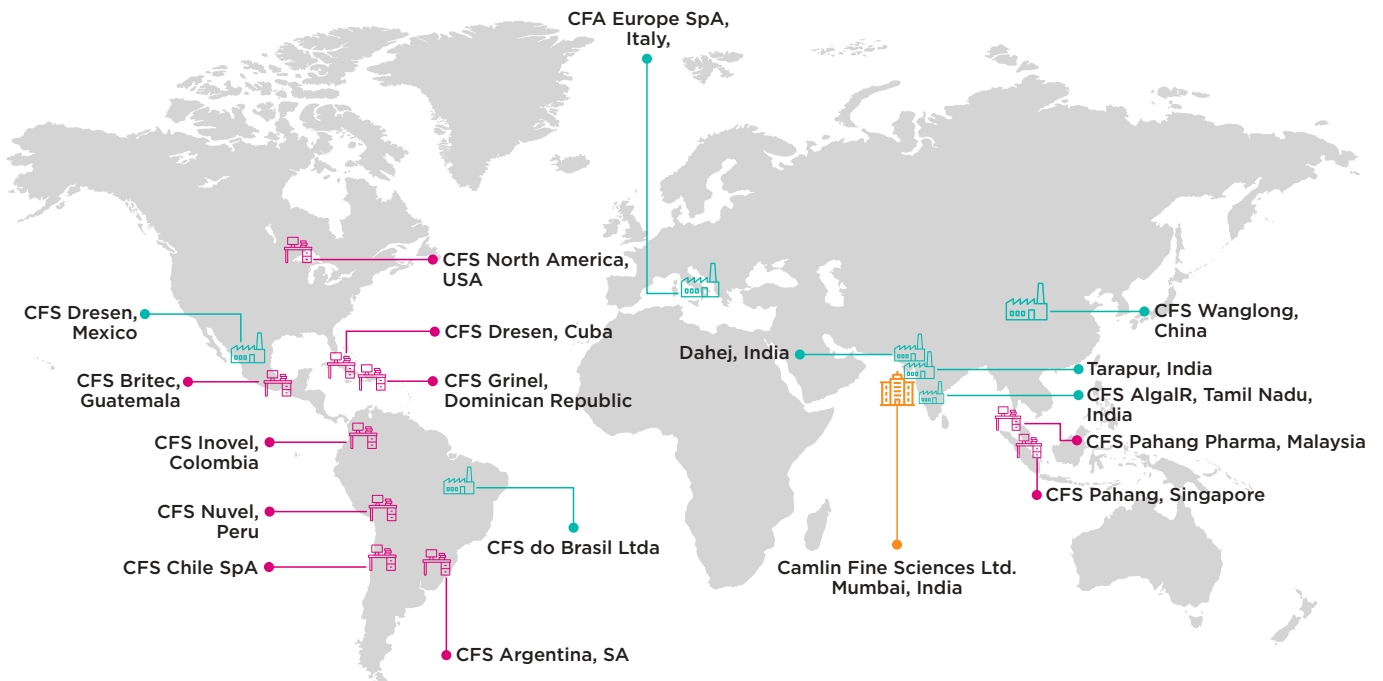 CFA Europe SpA,
Italy,
CFS North America,
USA
CFS Dresen,
Mexico
CFS Dresen, Cuba
CFS Britec,
Guatemala
CFS Grinel,
Dominican Republic
CFS Inovel,
Colombia
CFS Nuvel,
Peru
CFS do Brasil Ltda
CFS Chile SpA
CFS Argentina, SA
CFS Wanglong,
China
Dahej, India
Tarapur, India
CFS AlgalR, Tamil Nadu,
India
CFS Pahang Pharma, Malaysia
CFS Pahang, Singapore
Camlin Fine Sciences Ltd.
Mumbai, India